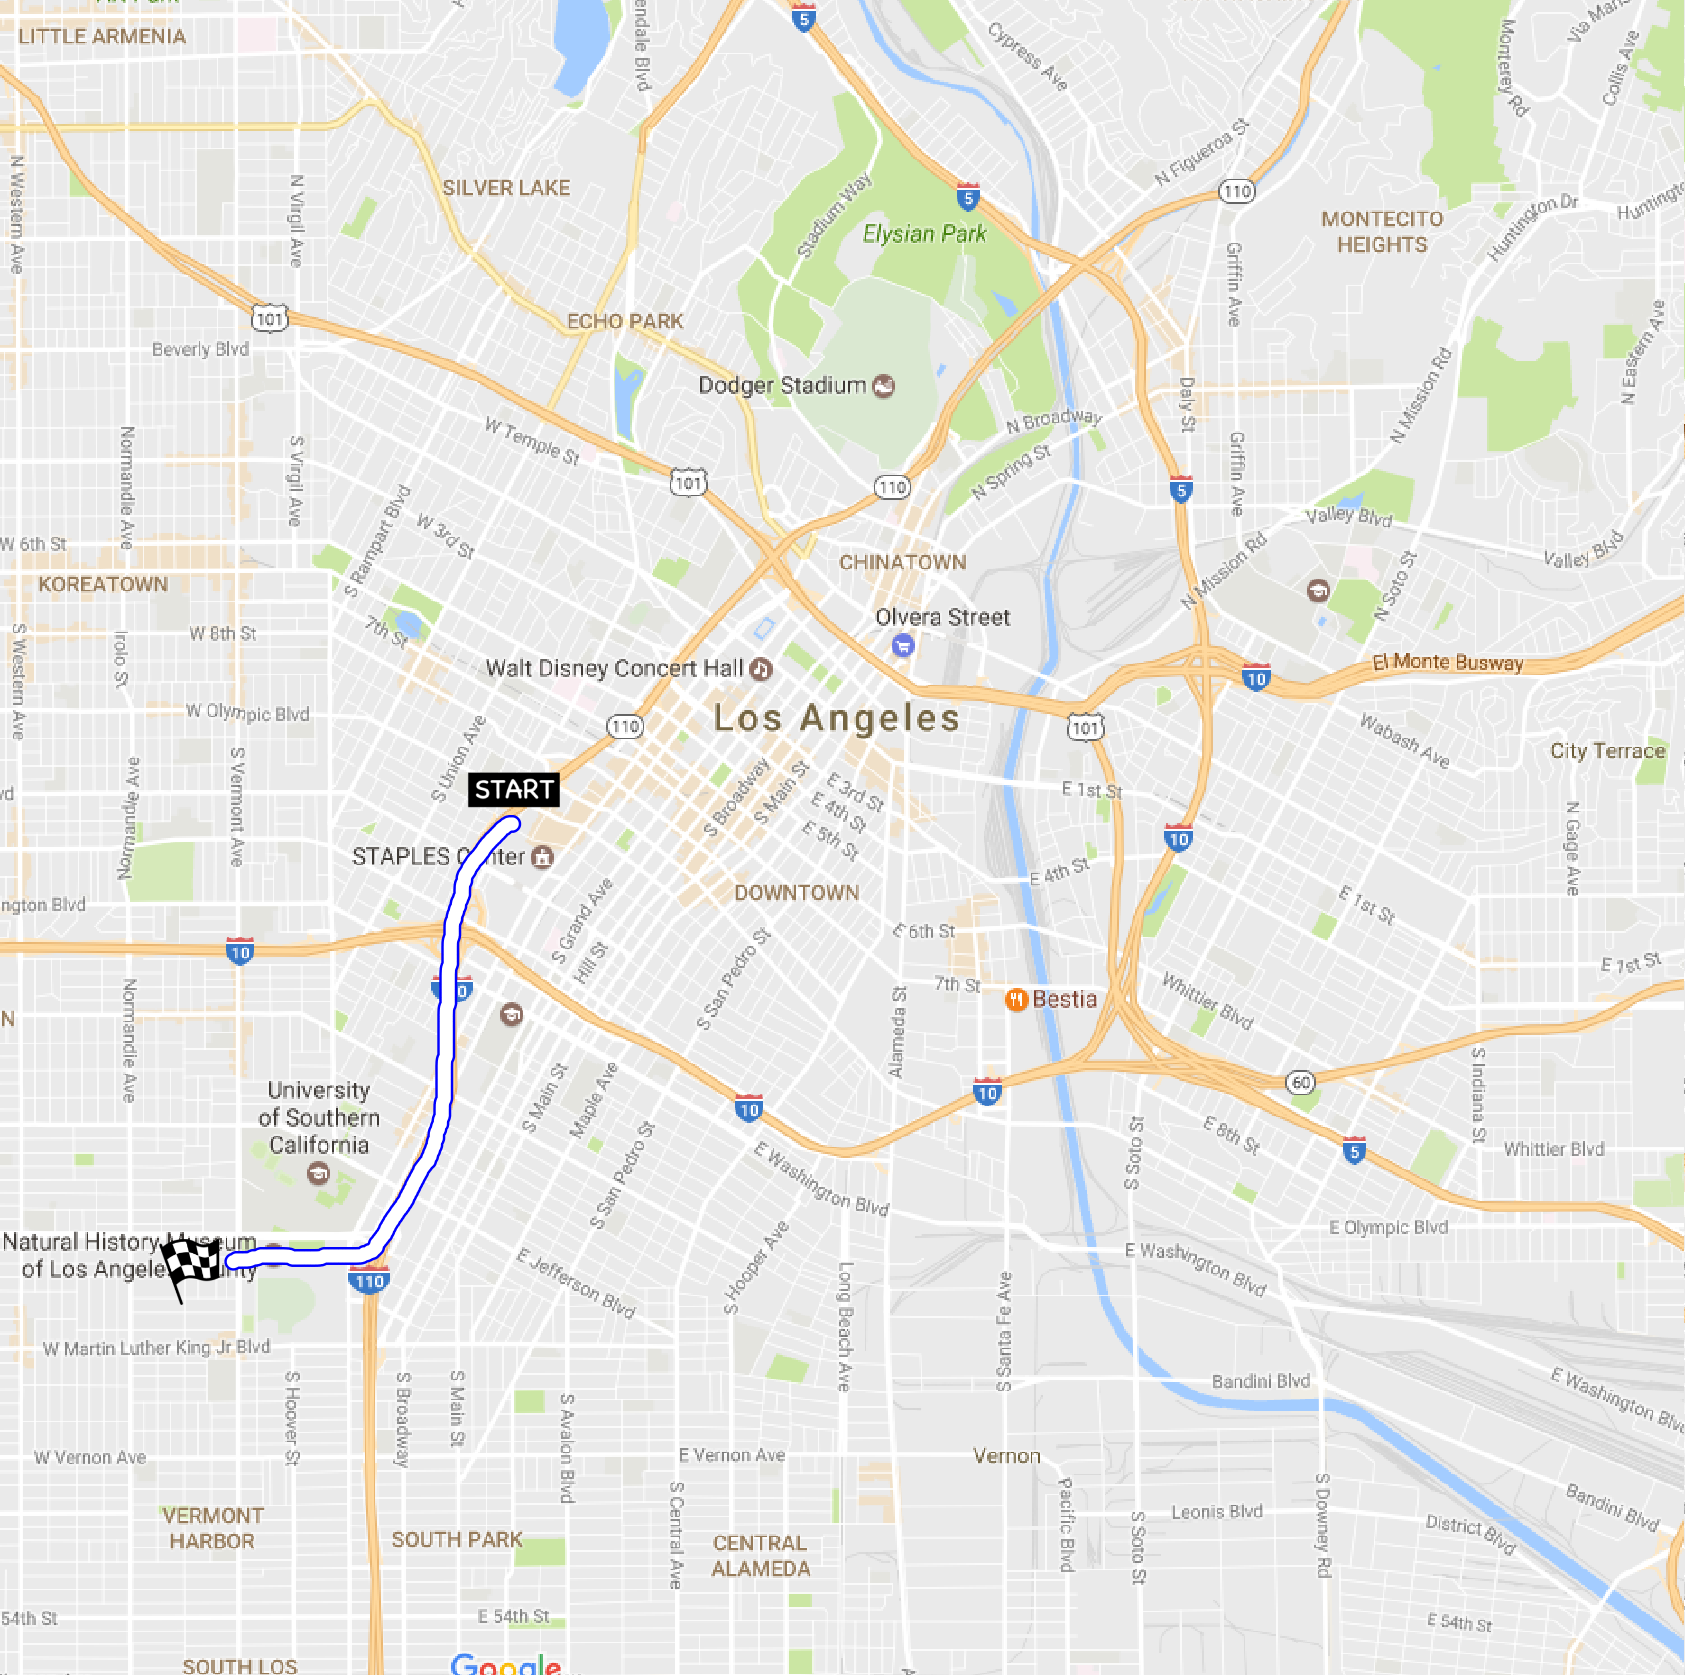 LITTLE ARMENIA
5
Cypress Ave
Monterey Rd
Collis Ave
N Western Ave
N Virgil Ave
SILVER LAKE
Stadium Way
5
N Figueroa St
110
MONTECITO
HEIGHTS
Huntington Dr
Elysian Park
Griffin Ave
101
ECHO PARK
Beverly Blvd
Dodger Stadium
N Eastern Ave
N Mission Rd
Daly St
N Broadway
W Temple St
Normandie Ave
S Virgil Ave
Griffin Ave
N Spring St
101
110
5
S Rampart Blvd
W 3rd St
Valley Blvd
Valley Blvd
W 6th St
KOREATOWN
CHINATOWN
N Mission Rd
N Soto St
Olvera Street
W 8th St
7th St
S Western Ave
Irolo St
Walt Disney Concert Hall
El Monte Busway
10
W Olympic Blvd
110
Los Angeles
101
Wabash Ave
City Terrace
S Union Ave
S Vermont Ave
Normandie Ave
START
S Broadway
S Main St
E 3rd St
E 4th St
E 5th St
E 1st St
10
N Gage Ave
STAPLES
E 4th St
DOWNTOWN
E 1st St
ngton Blvd
S Grand Ave
Hill St
E 6th St
10
S San Pedro St
7th St
Bestia
Whittier Blvd
E 1st St
Normandie Ave
Alameda St
S Indiana St
University
of Southern
California
S Main St
Maple Ave
10
10
60
S San Pedro St
E Washington Blvd
S Soto St
E 8th St
5
Whittier Blvd
Natural History Museum
of Los Angeles
110
E Jefferson Blvd
S Hooper Ave
E Olympic Blvd
E Washington Blvd
Long Beach Ave
S Santa Fe Ave
W Martin Luther King Jr Blvd
S Hoover St
S Broadway
S Main St
S Avalon Blvd
Bandini Blvd
E Washington Blvd
W Vernon Ave
E Vernon Ave
Vernon
S Central Ave
Pacific Blvd
S Soto St
S Downey Rd
Leonis Blvd
Bandini Blvd
District Blvd
VERMONT
HARBOR
SOUTH PARK
CENTRAL
ALAMEDA
54th St
E 54th St
E 54th St
SOUTH LOS
Google